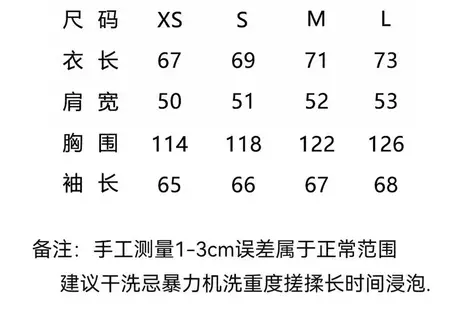 尺 码 XS S M L
衣 长 67 69 71 73
肩 宽 50 51 52 53
胸 围 114 118 122 126
袖 长 65 66 67 68
备注：手工测量1-3cm误差属于正常范围
建议干洗忌暴力机洗重度搓揉长时间浸泡.